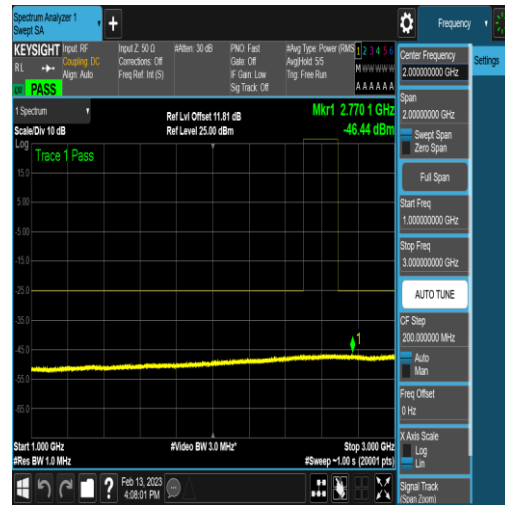 Spectrum Analyzer 1
Swept SA
+
Frequency
KEYSIGHT
RL
PASS
Input: RF
Coupling: DC
Align: Auto
Input Z: 50 Ω
Corrections: Off
Freq Ref: Int (S)
#Atten: 30 dB
PNO: Fast
Gate: Off
IF Gain: Low
Sig Track: Off
#Avg Type: Power (RMS
Avg|Hold: 5/5
Trig: Free Run
1 2 3 4 5 6
M W W W W W
A A A A A A
1 Spectrum
Scale/Div 10 dB
Ref Lvl Offset 11.81 dB
Ref Level 25.00 dBm
Mkr1 2.770 1 GHz
-46.44 dBm
Log
Trace 1 Pass
15.0
5.00
-5.00
-15.0
-25.0
-35.0
-45.0
-55.0
-65.0
1
Start 1.000 GHz
#Res BW 1.0 MHz
#Video BW 3.0 MHz*
Stop 3.000 GHz
#Sweep ~1.00 s (20001 pts)
Feb 13, 2023
4:08:01 PM
?
Center Frequency
2.000000000 GHz
Settings
Span
2.00000000 GHz
Swept Span
Zero Span
Full Span
Start Freq
1.000000000 GHz
Stop Freq
3.000000000 GHz
AUTO TUNE
CF Step
200.000000 MHz
Auto
Man
Freq Offset
0 Hz
X Axis Scale
Log
Lin
Signal Track
(Span Zoom)